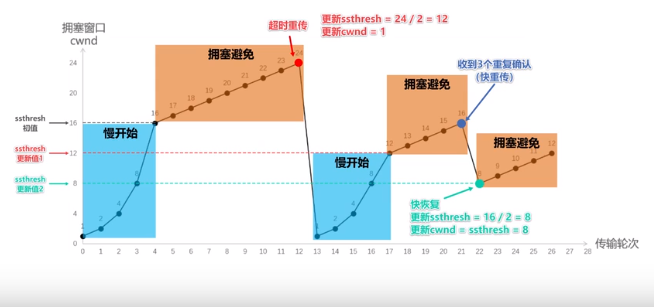 拥塞窗口
cwnd
超时重传
更新ssthresh = 24 / 2 = 12
更新cwnd = 1
收到3个重复确认
(快重传)
拥塞避免
拥塞避免
拥塞避免
慢开始
慢开始
ssthresh
初值
ssthresh
更新值1
ssthresh
更新值2
快恢复
更新ssthresh = 16 / 2 = 8
更新cwnd = ssthresh = 8
传输轮次
24
20
16
12
8
4
0
1 2 4 8 16 17 18 19 20 21 22 23 24
1 2 4 8 12 13 14 15 16
8 9 10 11 12
0 1 2 3 4 5 6 7 8 9 10 11 12 13 14 15 16 17 18 19 20 21 22 23 24 25 26 27 28